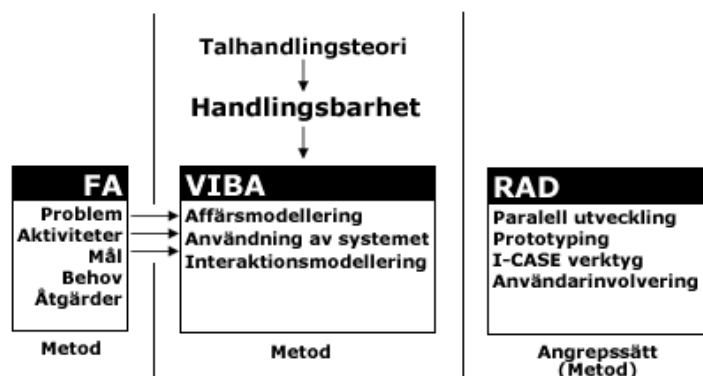 Talhandlingsteori
Handlingsbarhet
FA
Problem
Aktiviteter
Mål
Behov
Åtgärder
Metod
VIBA
Affärsmodellering
Användning av systemet
Interaktionsmodellering
Metod
RAD
Paralell utveckling
Prototyping
I-CASE verktyg
Användarinvolvering
Angrepssätt
(Metod)